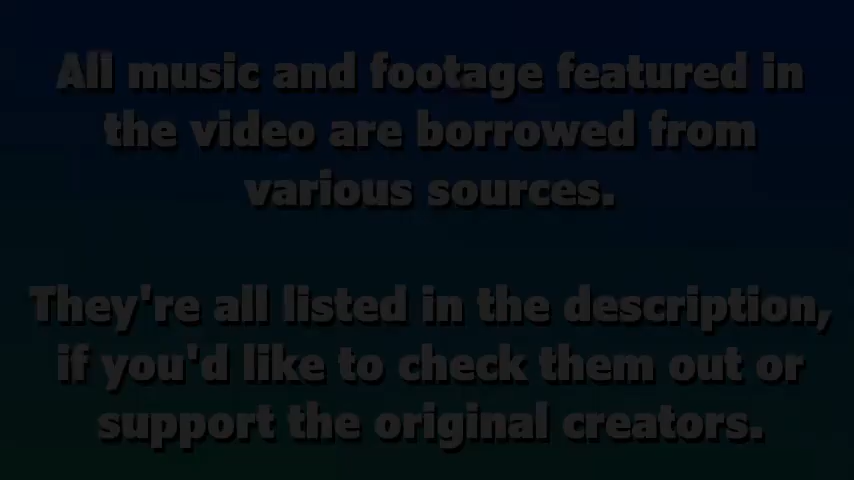 All music and footage featured in
the video are borrowed from
various sources.
They're all listed in the description,
if you'd like to check them out or
support the original creators.